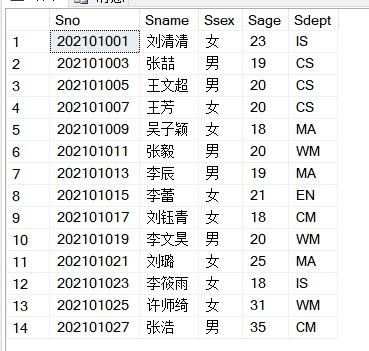 Sno Sname Ssex Sage Sdept
1 202101001 刘清清 女 23 IS
2 202101003 张喆 男 19 CS
3 202101005 王文超 男 20 CS
4 202101007 王芳 女 20 CS
5 202101009 吴子颖 女 18 MA
6 202101011 张毅 男 20 WM
7 202101013 李辰 男 19 MA
8 202101015 李蕾 女 21 EN
9 202101017 刘钰青 女 18 CM
10 202101019 李文昊 男 20 WM
11 202101021 刘璐 女 25 MA
12 202101023 李筱雨 女 18 IS
13 202101025 许师绮 女 31 WM
14 202101027 张浩 男 35 CM